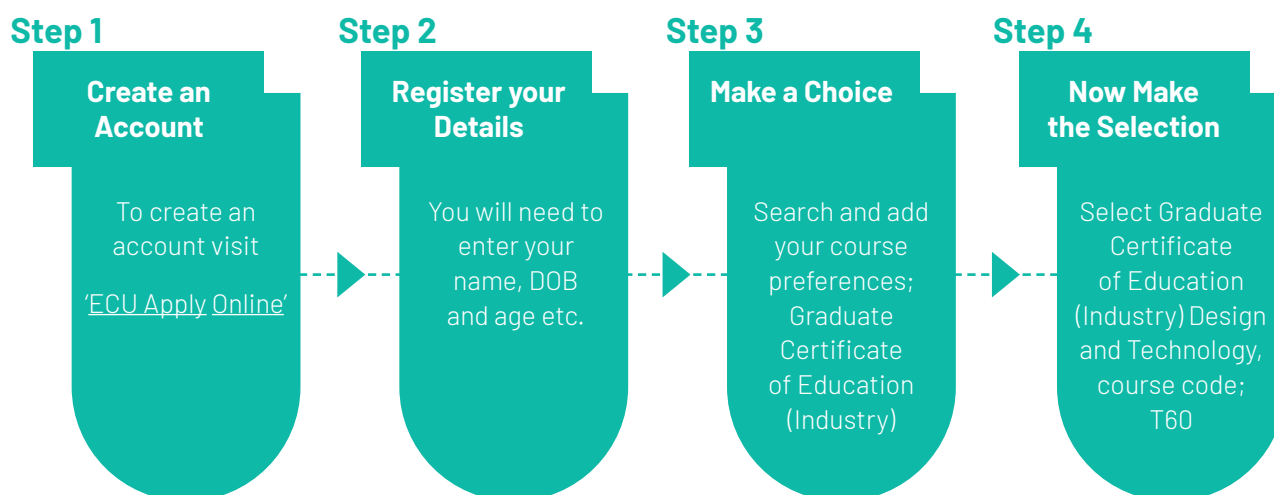 Step 1
Create an
Account
To create an
account visit
‘ECU Apply Online’
Step 2
Register your
Details
You will need to
enter your
name, DOB
and age etc.
Step 3
Make a Choice
Search and add
your course
preferences;
Graduate
Certificate
of Education
(Industry)
Step 4
Now Make
the Selection
Select Graduate
Certificate
of Education
(Industry) Design
and Technology,
course code;
T60